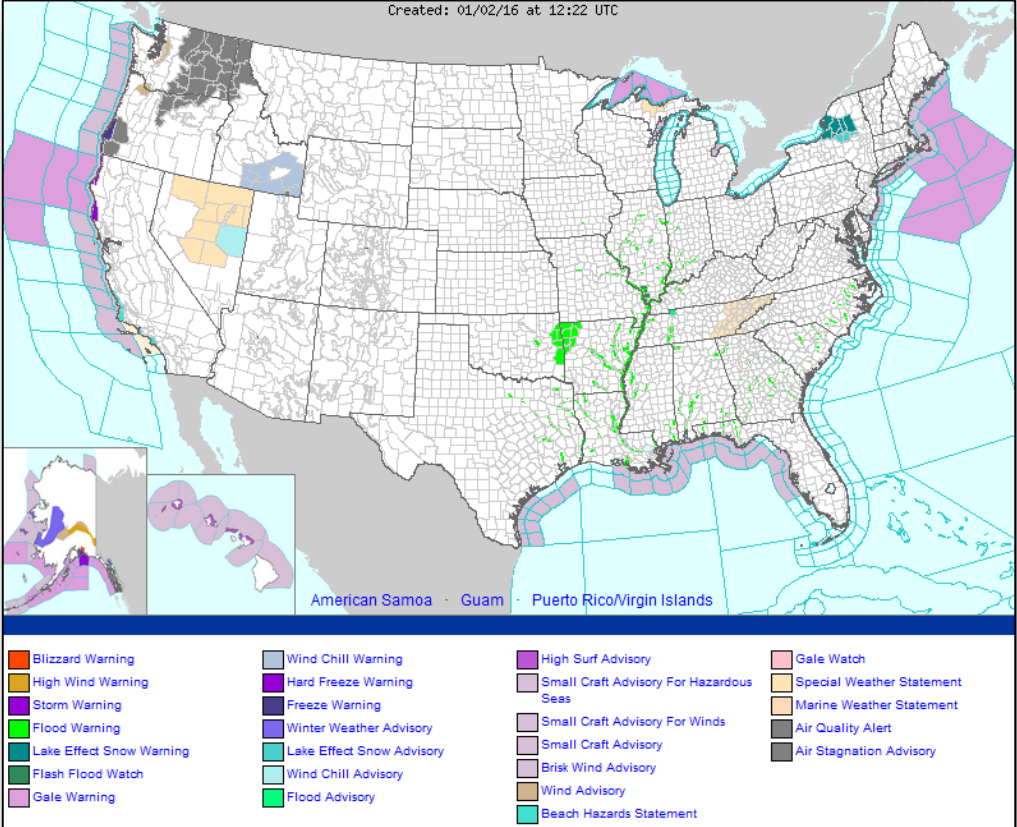 Created: 01/02/16 at 12:22 UTC
American Samoa - Guam - Puerto Rico/Virgin Islands
Blizzard Warning
High Wind Warning
Storm Warning
Flood Warning
Lake Effect Snow Warning
Flash Flood Watch
Gale Warning
Wind Chill Warning
Hard Freeze Warning
Freeze Warning
Winter Weather Advisory
Lake Effect Snow Advisory
Wind Chill Advisory
Flood Advisory
High Surf Advisory
Small Craft Advisory For Hazardous
Seas
Small Craft Advisory For Winds
Small Craft Advisory
Brisk Wind Advisory
Wind Advisory
Beach Hazards Statement
Gale Watch
Special Weather Statement
Marine Weather Statement
Air Quality Alert
Air Stagnation Advisory